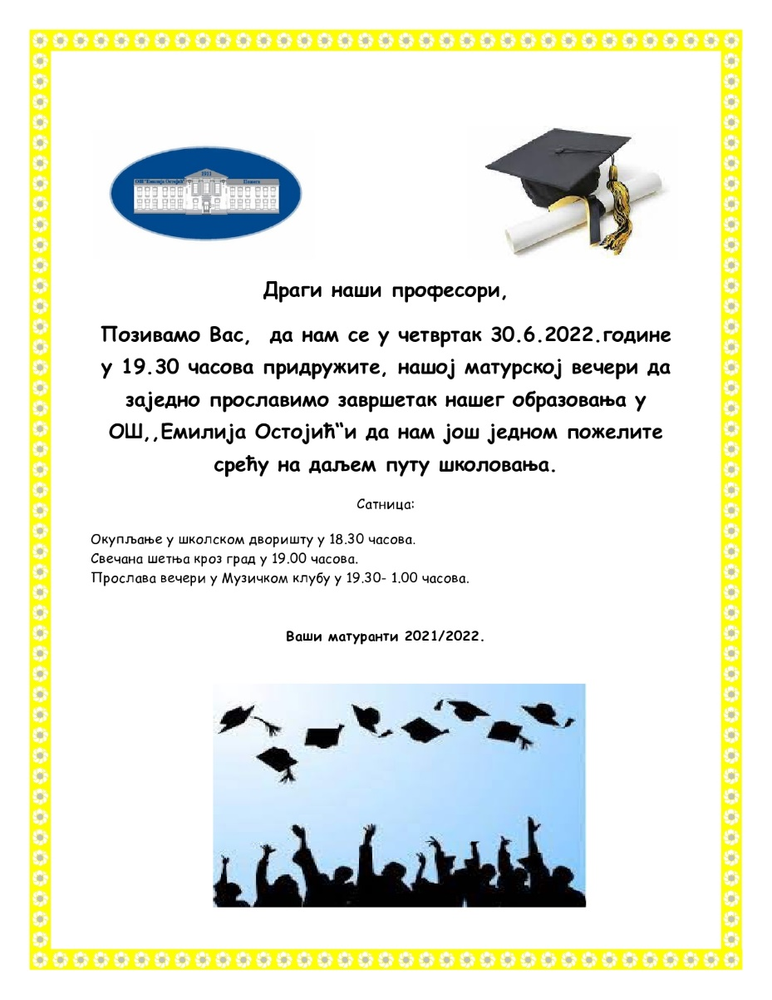 1911
ОШ "Емилија Остојић" Пожега
Драги наши професори,
Позивамо Вас,  да нам се у четвртак 30.6.2022.године
у 19.30 часова придружите, нашој матурској вечери да
заједно прославимо завршетак нашег образовања у
ОШ,,Емилија Остојић“и да нам још једном пожелите
срећу на даљем путу школовања.
Сатница:
Окупљање у школском дворишту у 18.30 часова.
Свечана шетња кроз град у 19.00 часова.
Прослава вечери у Музичком клубу у 19.30- 1.00 часова.
Ваши матуранти 2021/2022.